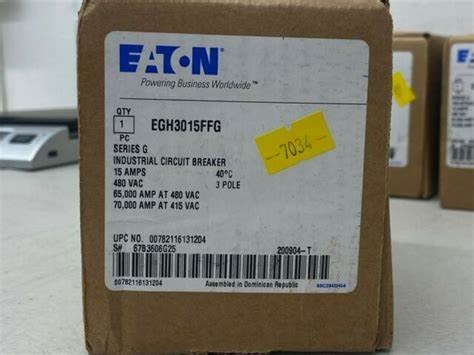 EATON
Powering Business Worldwide™
QTY
1
PC
EGH3015FFG
7034
SERIES G
INDUSTRIAL CIRCUIT BREAKER
15 AMPS 40°C
480 VAC 3 POLE
65,000 AMP AT 480 VAC
70,000 AMP AT 415 VAC
UPC NO. 00782116131204
S# 67B3606G25
200904-T
00782116131204
Assembled in Dominican Republic